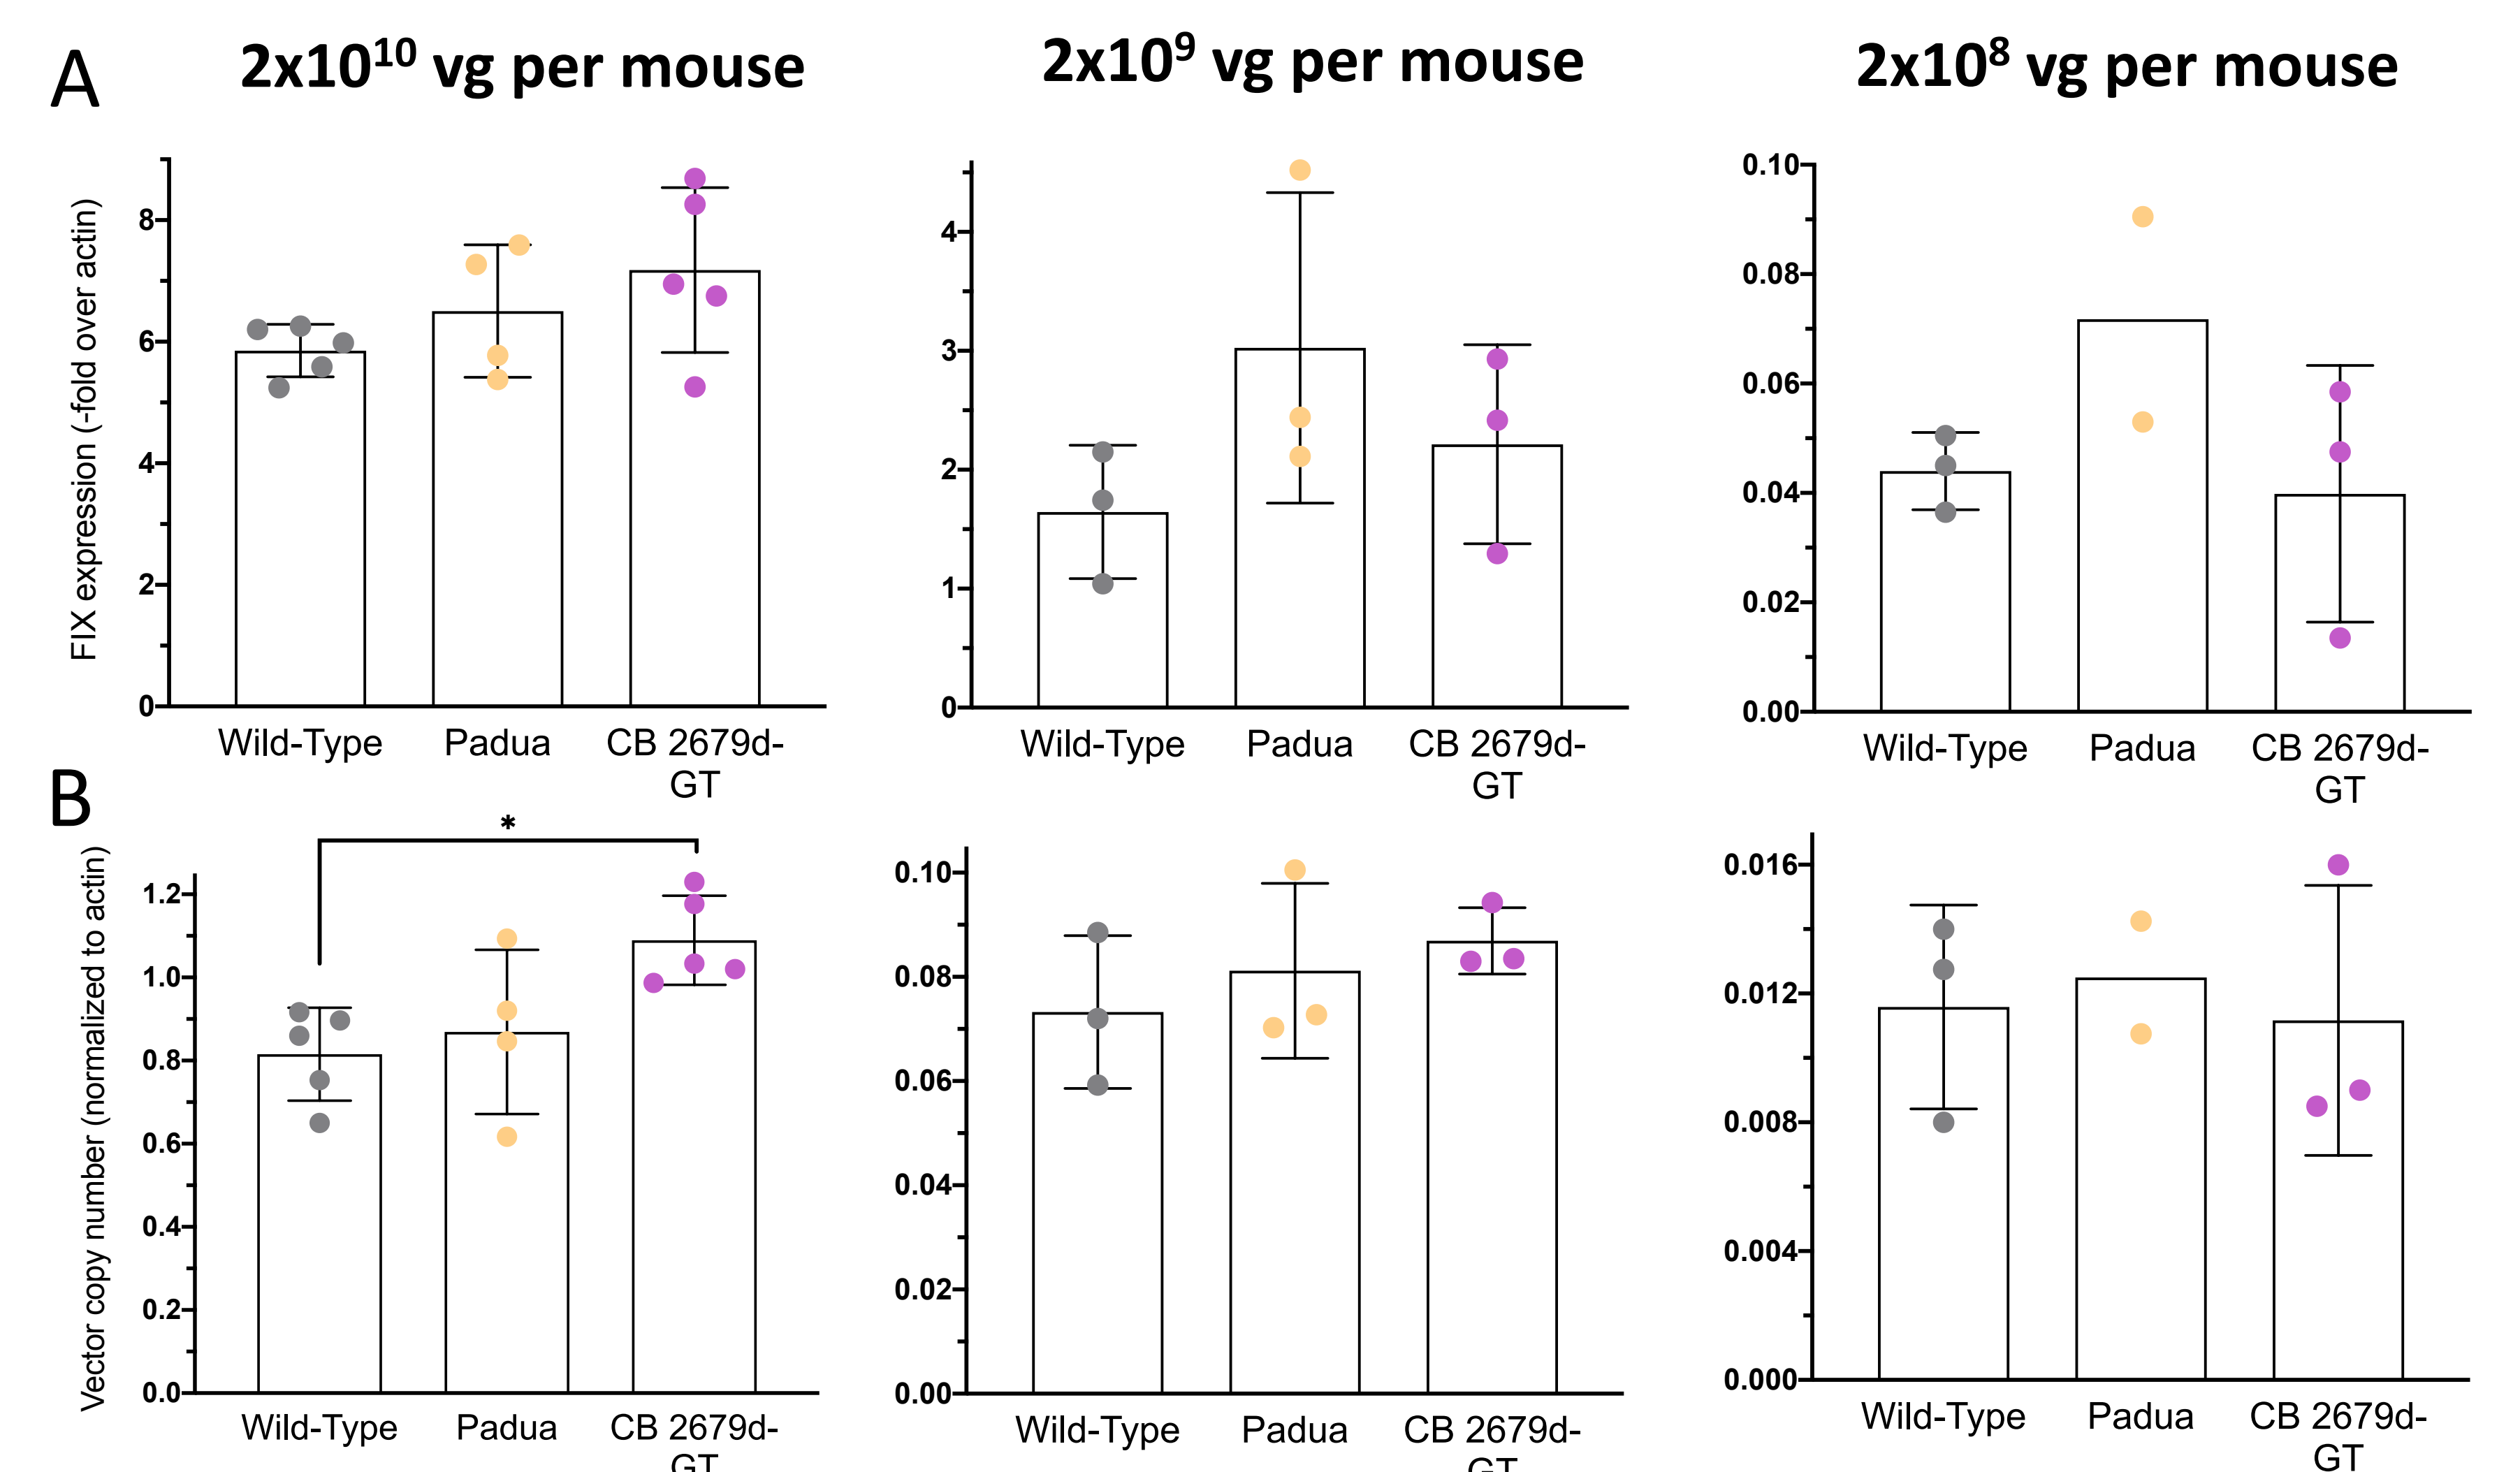 A
2x10¹⁰ vg per mouse
2x10⁹ vg per mouse
2x10⁸ vg per mouse
FIX expression (-fold over actin)
8
6
4
2
0
Wild-Type
Padua
CB 2679d-
GT
4
3
2
1
0
Wild-Type
Padua
CB 2679d-
GT
0.10
0.08
0.06
0.04
0.02
0.00
Wild-Type
Padua
CB 2679d-
GT
B
Vector copy number (normalized to actin)
*
1.2
1.0
0.8
0.6
0.4
0.2
0.0
Wild-Type
Padua
CB 2679d-
GT
0.10
0.08
0.06
0.04
0.02
0.00
Wild-Type
Padua
CB 2679d-
GT
0.016
0.012
0.008
0.004
0.000
Wild-Type
Padua
CB 2679d-
GT